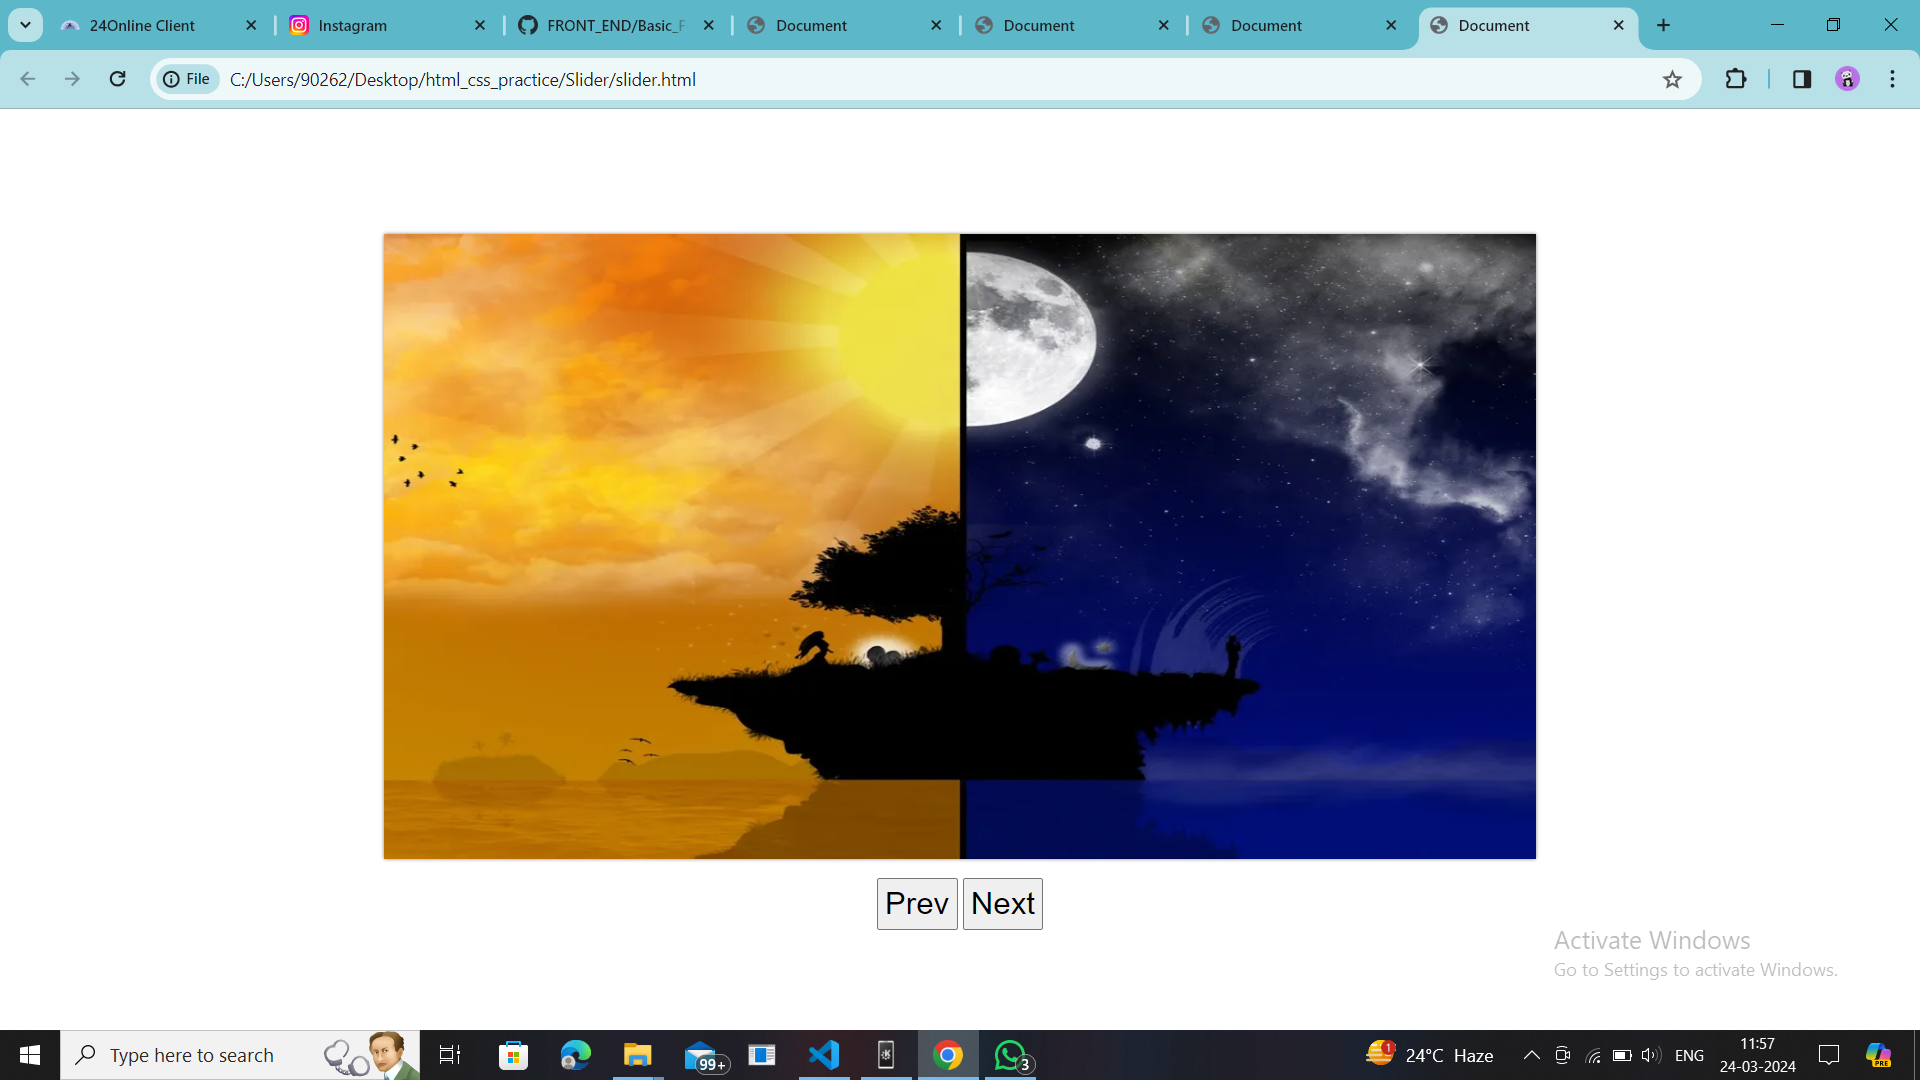 24Online Client
Instagram
FRONT_END/Basic_F
Document
Document
Document
Document
File
C:/Users/90262/Desktop/html_css_practice/Slider/slider.html
Prev Next
Activate Windows
Go to Settings to activate Windows.
Type here to search
99+
PRE
3
1
24°C Haze
ENG
11:57
24-03-2024